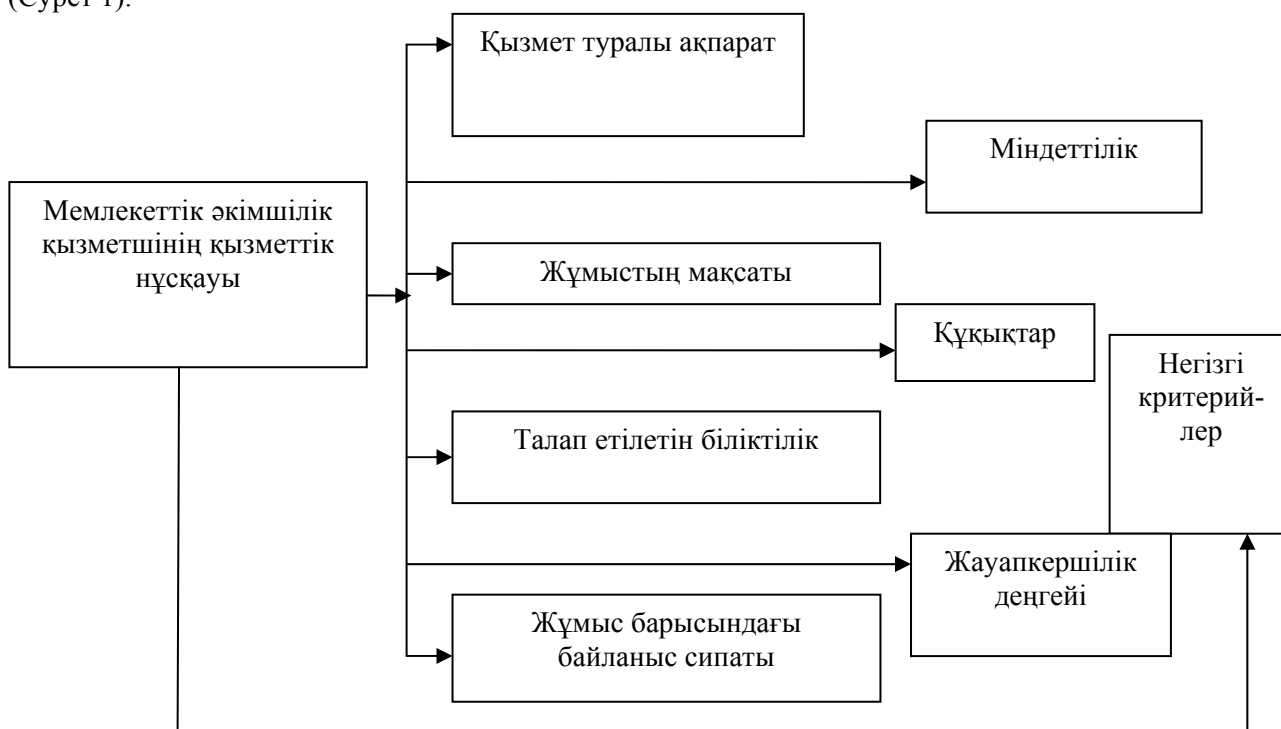 (Сурет 1).
Қызмет туралы ақпарат
Міндеттілік
Мемлекеттік әкімшілік
қызметшінің қызметтік
нұсқауы
Жұмыстың мақсаты
Құқықтар
Негізгі
критерий-
лер
Талап етілетін біліктілік
Жауапкершілік
деңгейі
Жұмыс барысындағы
байланыс сипаты